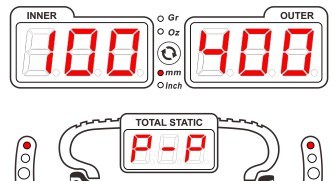 INNER OUTER
Gr
Oz
100 400
mm
Inch
TOTAL STATIC
P-P